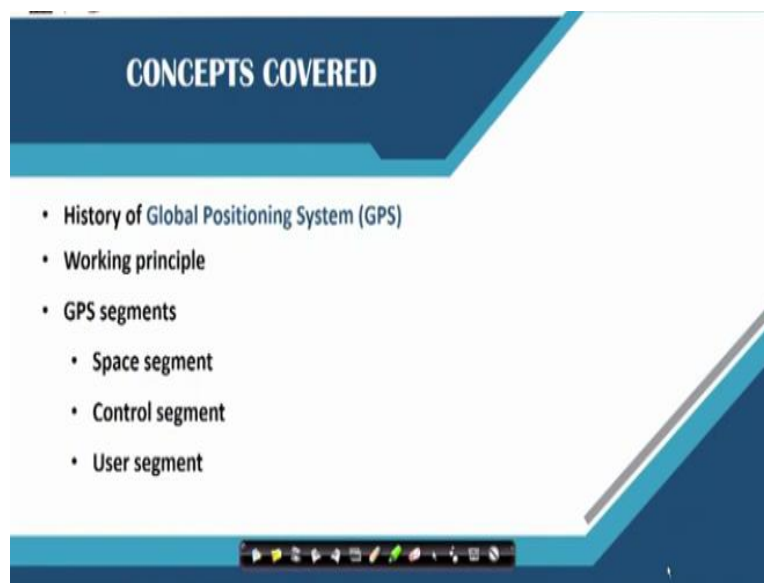 CONCEPTS COVERED
• History of Global Positioning System (GPS)
• Working principle
• GPS segments
• Space segment
• Control segment
• User segment